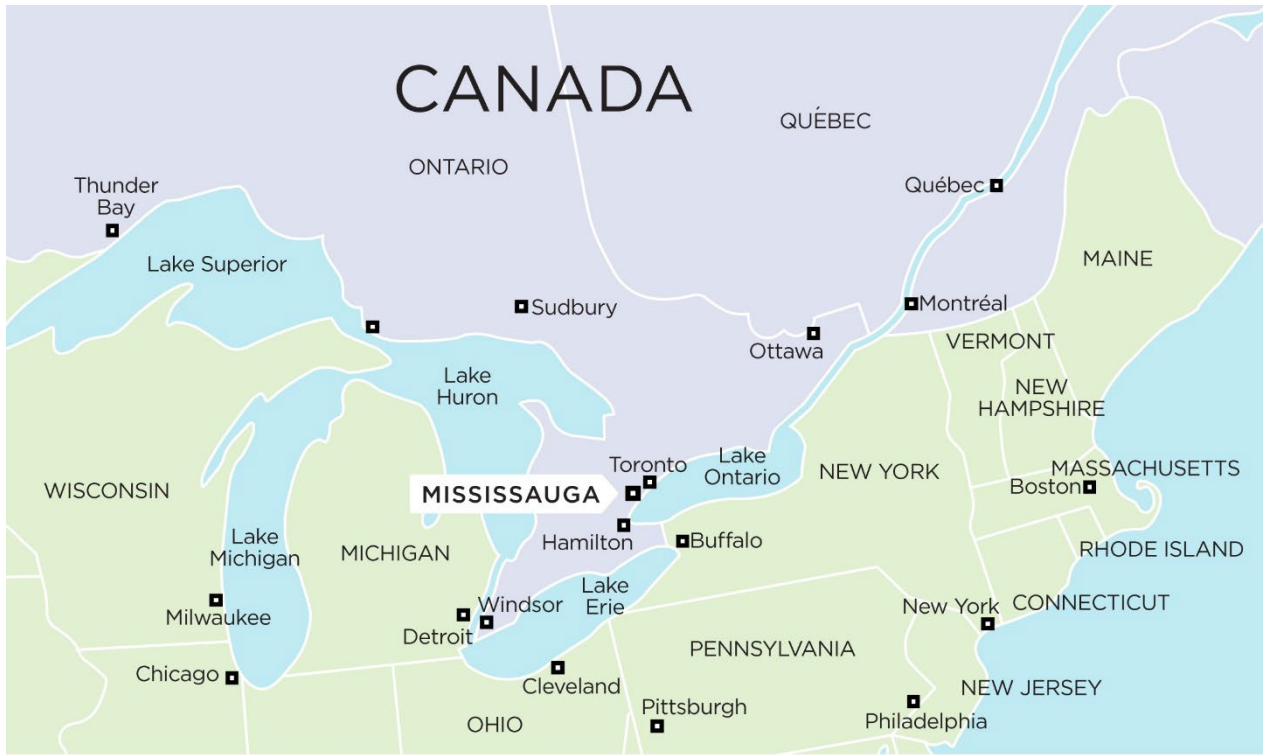 CANADA
QUÉBEC
ONTARIO
Thunder
Bay
Québec
Lake Superior
MAINE
Sudbury
Montréal
Ottawa
VERMONT
Lake
Huron
NEW
HAMPSHIRE
Toronto
Lake
Ontario
NEW YORK
MASSACHUSETTS
WISCONSIN
MISSISSAUGA
Boston
Lake
Michigan
MICHIGAN
Hamilton
Buffalo
RHODE ISLAND
Lake
Erie
Windsor
Milwaukee
Detroit
New York
CONNECTICUT
PENNSYLVANIA
Chicago
Cleveland
NEW JERSEY
OHIO
Pittsburgh
Philadelphia